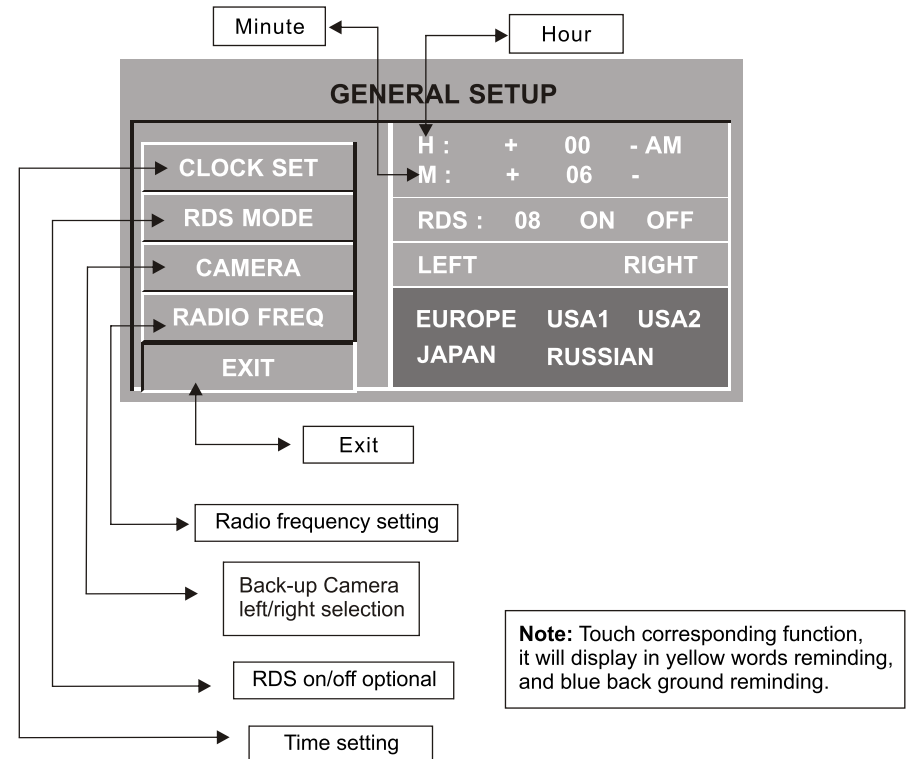 Minute
Hour
GENERAL SETUP
CLOCK SET
RDS MODE
CAMERA
RADIO FREQ
EXIT
H : + 00 - AM
M : + 06 -
RDS : 08 ON OFF
LEFT RIGHT
EUROPE USA1 USA2
JAPAN RUSSIAN
Exit
Radio frequency setting
Back-up Camera
left/right selection
RDS on/off optional
Time setting
Note: Touch corresponding function,
it will display in yellow words reminding,
and blue back ground reminding.